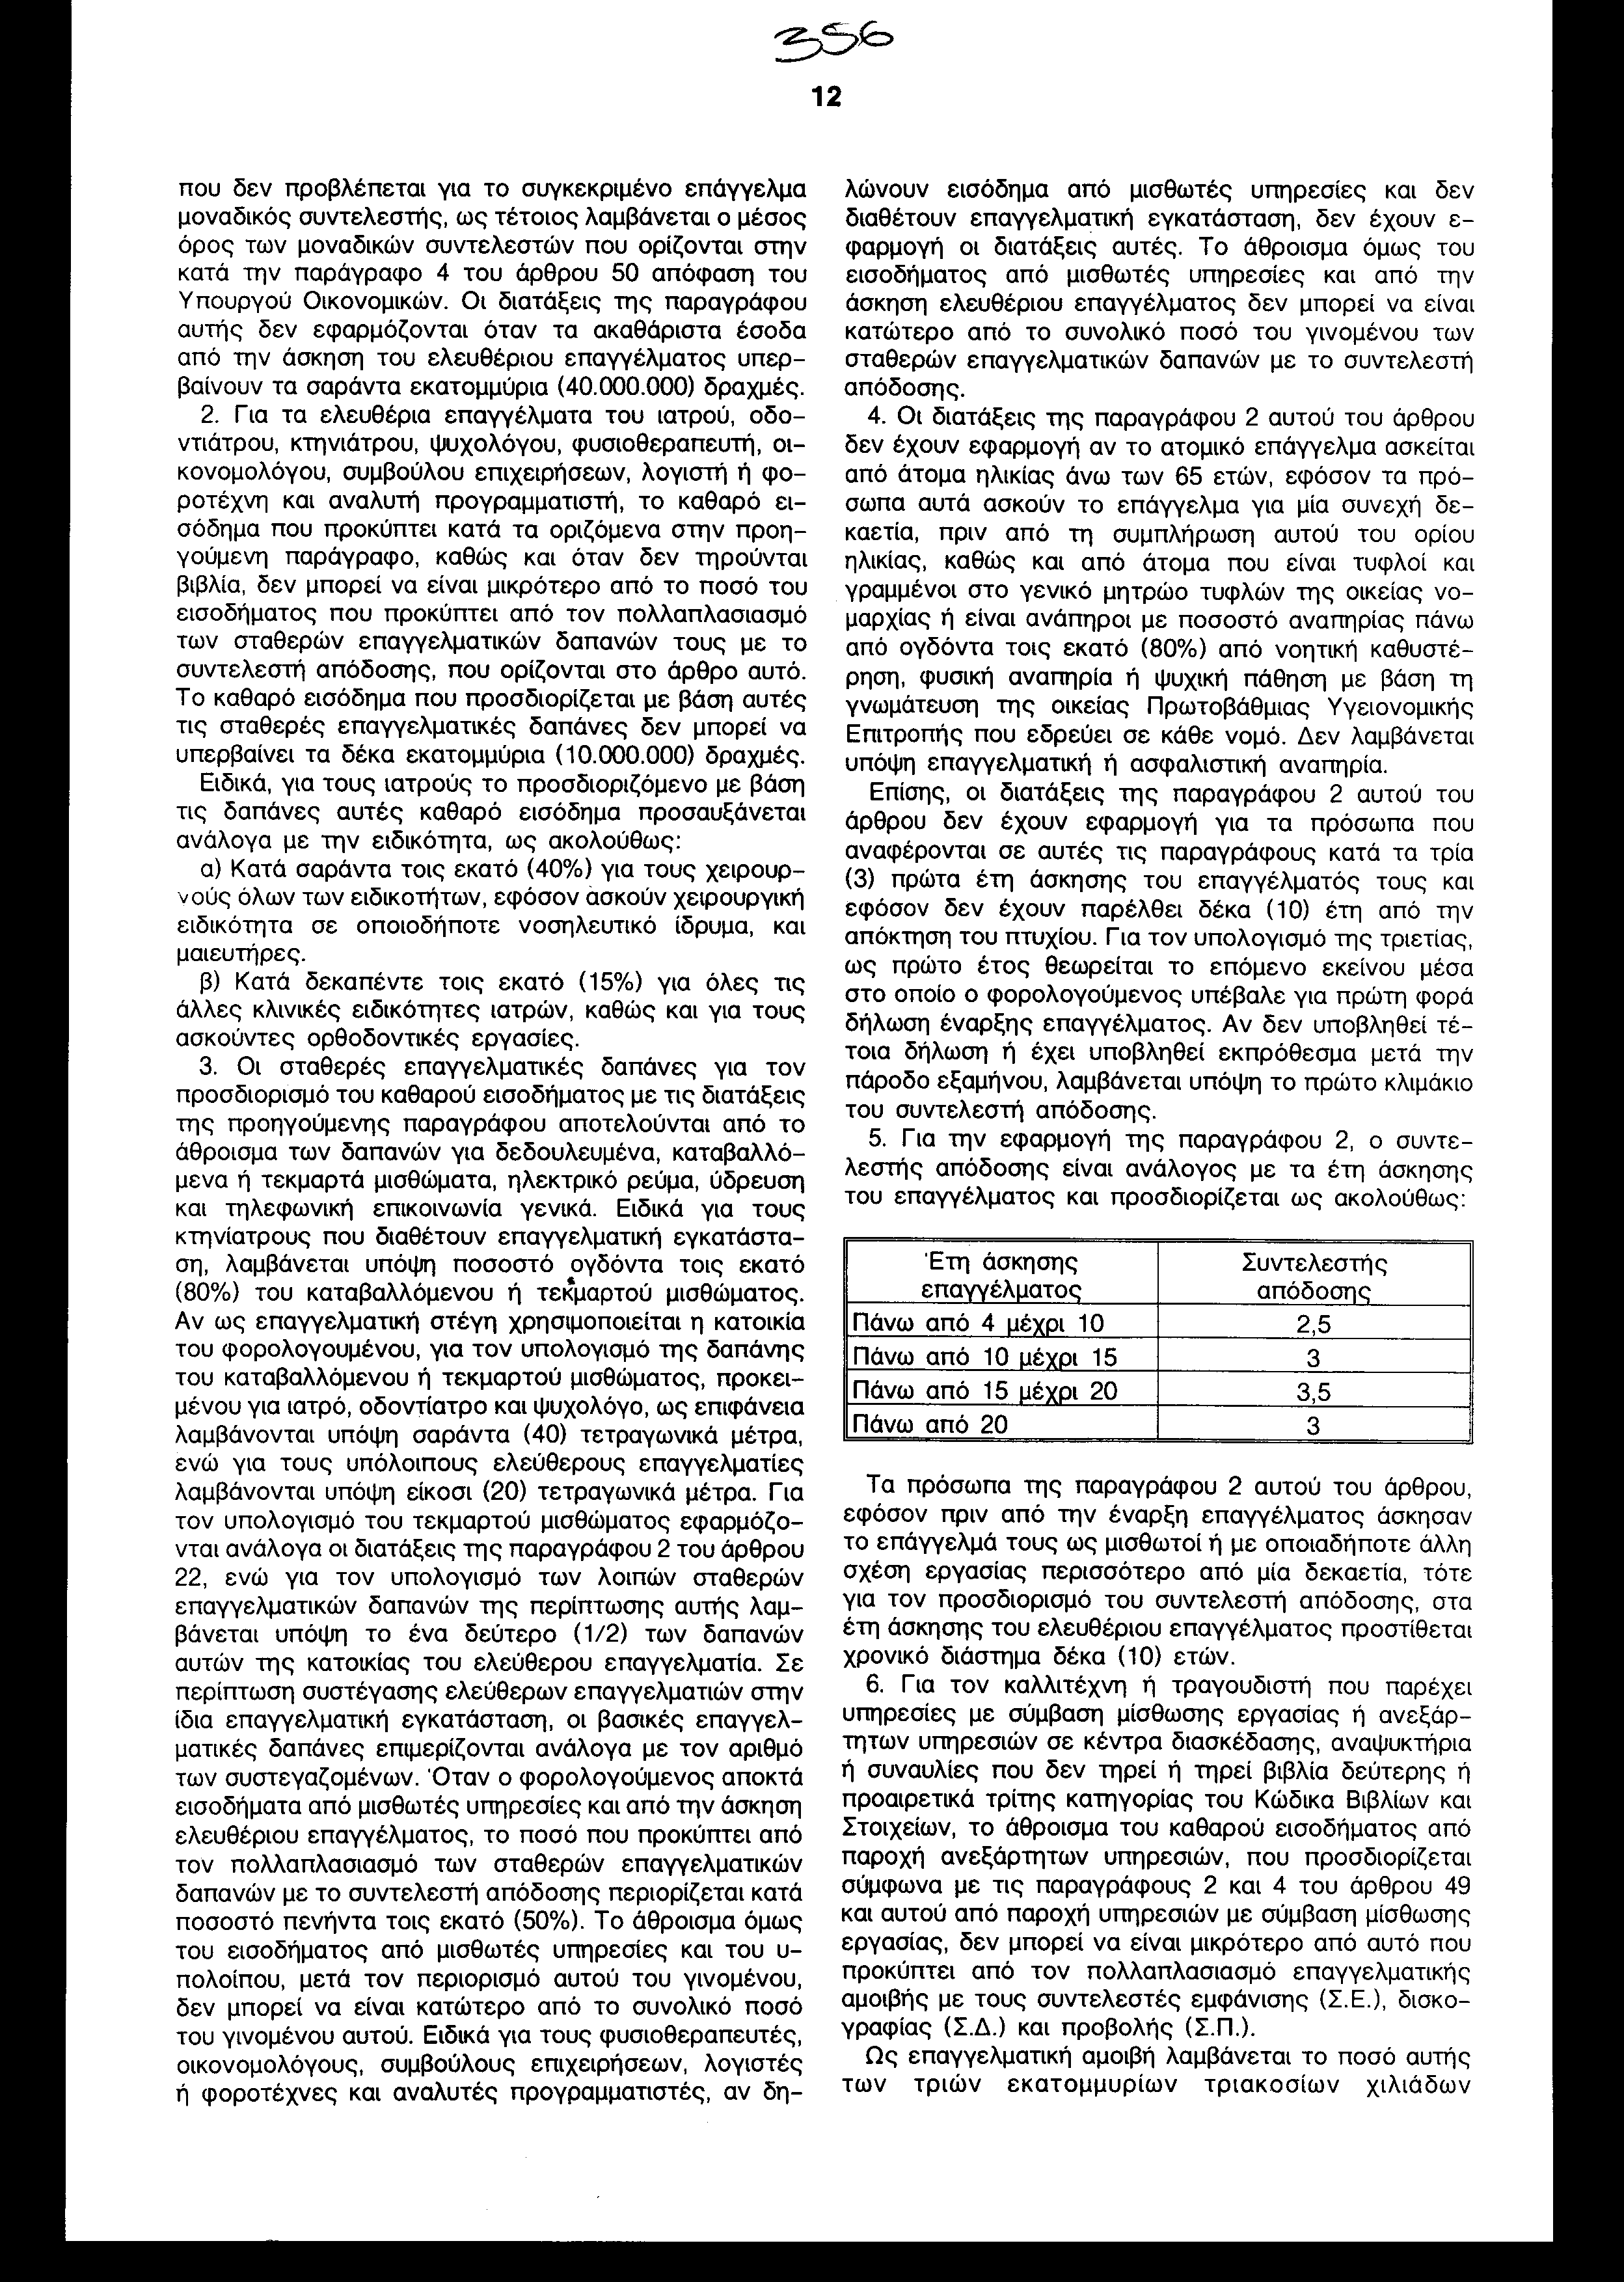 356
12
που δεν προβλέπεται για το συγκεκριμένο επάγγελμα
μοναδικός συντελεστής, ως τέτοιος λαμβάνεται ο μέσος
όρος των μοναδικών συντελεστών που ορίζονται στην
κατά την παράγραφο 4 του άρθρου 50 απόφαση του
Υπουργού Οικονομικών. Οι διατάξεις της παραγράφου
αυτής δεν εφαρμόζονται όταν τα ακαθάριστα έσοδα
από την άσκηση του ελευθέριου επαγγέλματος υπερ-
βαίνουν τα σαράντα εκατομμύρια (40.000.000) δραχμές.
2. Για τα ελευθέρια επαγγέλματα του ιατρού, οδο-
ντιάτρου, κτηνιάτρου, ψυχολόγου, φυσιοθεραπευτή, οι-
κονομολόγου, συμβούλου επιχειρήσεων, λογιστή ή φο-
ροτέχνη και αναλυτή προγραμματιστή, το καθαρό ει-
σόδημα που προκύπτει κατά τα οριζόμενα στην προη-
γούμενη παράγραφο, καθώς και όταν δεν τηρούνται
βιβλία, δεν μπορεί να είναι μικρότερο από το ποσό του
εισοδήματος που προκύπτει από τον πολλαπλασιασμό
των σταθερών επαγγελματικών δαπανών τους με το
συντελεστή απόδοσης, που ορίζονται στο άρθρο αυτό.
Το καθαρό εισόδημα που προσδιορίζεται με βάση αυτές
τις σταθερές επαγγελματικές δαπάνες δεν μπορεί να
υπερβαίνει τα δέκα εκατομμύρια (10.000.000) δραχμές.
Ειδικά, για τους ιατρούς το προσδιοριζόμενο με βάση
τις δαπάνες αυτές καθαρό εισόδημα προσαυξάνεται
ανάλογα με την ειδικότητα, ως ακολούθως:
α) Κατά σαράντα τοις εκατό (40%) για τους χειρουρ-
γούς όλων των ειδικοτήτων, εφόσον ασκούν χειρουργική
ειδικότητα σε οποιοδήποτε νοσηλευτικό ίδρυμα, και
μαιευτήρες.
β) Κατά δεκαπέντε τοις εκατό (15%) για όλες τις
άλλες κλινικές ειδικότητες ιατρών, καθώς και για τους
ασκούντες ορθοδοντικές εργασίες.
3. Οι σταθερές επαγγελματικές δαπάνες για τον
προσδιορισμό του καθαρού εισοδήματος με τις διατάξεις
της προηγούμενης παραγράφου αποτελούνται από το
άθροισμα των δαπανών για δεδουλευμένα, καταβαλλό-
μενα ή τεκμαρτά μισθώματα, ηλεκτρικό ρεύμα, ύδρευση
και τηλεφωνική επικοινωνία γενικά. Ειδικά για τους
κτηνίατρους που διαθέτουν επαγγελματική εγκατάστα-
ση, λαμβάνεται υπόψη ποσοστό ογδόντα τοις εκατό
(80%) του καταβαλλόμενου ή τεκμαρτού μισθώματος.
Αν ως επαγγελματική στέγη χρησιμοποιείται η κατοικία
του φορολογουμένου, για τον υπολογισμό της δαπάνης
του καταβαλλόμενου ή τεκμαρτού μισθώματος, προκει-
μένου για ιατρό, οδοντίατρο και ψυχολόγο, ως επιφάνεια
λαμβάνονται υπόψη σαράντα (40) τετραγωνικά μέτρα,
ενώ για τους υπόλοιπους ελεύθερους επαγγελματίες
λαμβάνονται υπόψη είκοσι (20) τετραγωνικά μέτρα. Για
τον υπολογισμό του τεκμαρτού μισθώματος εφαρμόζο-
νται ανάλογα οι διατάξεις της παραγράφου 2 του άρθρου
22, ενώ για τον υπολογισμό των λοιπών σταθερών
επαγγελματικών δαπανών της περίπτωσης αυτής λαμ-
βάνεται υπόψη το ένα δεύτερο (1/2) των δαπανών
αυτών της κατοικίας του ελεύθερου επαγγελματία. Σε
περίπτωση συστέγασης ελεύθερων επαγγελματιών στην
ίδια επαγγελματική εγκατάσταση, οι βασικές επαγγελ-
ματικές δαπάνες επιμερίζονται ανάλογα με τον αριθμό
των συστεγαζομένων. Όταν ο φορολογούμενος αποκτά
εισοδήματα από μισθωτές υπηρεσίες και από την άσκηση
ελευθέριου επαγγέλματος, το ποσό που προκύπτει από
τον πολλαπλασιασμό των σταθερών επαγγελματικών
δαπανών με το συντελεστή απόδοσης περιορίζεται κατά
ποσοστό πενήντα τοις εκατό (50%). Το άθροισμα όμως
του εισοδήματος από μισθωτές υπηρεσίες και του υ-
πολοίπου, μετά τον περιορισμό αυτού του γινομένου,
δεν μπορεί να είναι κατώτερο από το συνολικό ποσό
του γινομένου αυτού. Ειδικά για τους φυσιοθεραπευτές,
οικονομολόγους, συμβούλους επιχειρήσεων, λογιστές
ή φοροτέχνες και αναλυτές προγραμματιστές, αν δη-
λώνουν εισόδημα από μισθωτές υπηρεσίες και δεν
διαθέτουν επαγγελματική εγκατάσταση, δεν έχουν ε-
φαρμογή οι διατάξεις αυτές. Το άθροισμα όμως του
εισοδήματος από μισθωτές υπηρεσίες και από την
άσκηση ελευθέριου επαγγέλματος δεν μπορεί να είναι
κατώτερο από το συνολικό ποσό του γινομένου των
σταθερών επαγγελματικών δαπανών με το συντελεστή
απόδοσης.
4. Οι διατάξεις της παραγράφου 2 αυτού του άρθρου
δεν έχουν εφαρμογή αν το ατομικό επάγγελμα ασκείται
από άτομα ηλικίας άνω των 65 ετών, εφόσον τα πρό-
σωπα αυτά ασκούν το επάγγελμα για μία συνεχή δε-
καετία, πριν από τη συμπλήρωση αυτού του ορίου
ηλικίας, καθώς και από άτομα που είναι τυφλοί και
γραμμένοι στο γενικό μητρώο τυφλών της οικείας νο-
μαρχίας ή είναι ανάπηροι με ποσοστό αναπηρίας πάνω
από ογδόντα τοις εκατό (80%) από νοητική καθυστέ-
ρηση, φυσική αναπηρία ή ψυχική πάθηση με βάση τη
γνωμάτευση της οικείας Πρωτοβάθμιας Υγειονομικής
Επιτροπής που εδρεύει σε κάθε νομό. Δεν λαμβάνεται
υπόψη επαγγελματική ή ασφαλιστική αναπηρία.
Επίσης, οι διατάξεις της παραγράφου 2 αυτού του
άρθρου δεν έχουν εφαρμογή για τα πρόσωπα που
αναφέρονται σε αυτές τις παραγράφους κατά τα τρία
(3) πρώτα έτη άσκησης του επαγγέλματός τους και
εφόσον δεν έχουν παρέλθει δέκα (10) έτη από την
απόκτηση του πτυχίου. Για τον υπολογισμό της τριετίας,
ως πρώτο έτος θεωρείται το επόμενο εκείνου μέσα
στο οποίο ο φορολογούμενος υπέβαλε για πρώτη φορά
δήλωση έναρξης επαγγέλματος. Αν δεν υποβληθεί τέ-
τοια δήλωση ή έχει υποβληθεί εκπρόθεσμα μετά την
πάροδο εξαμήνου, λαμβάνεται υπόψη το πρώτο κλιμάκιο
του συντελεστή απόδοσης.
5. Για την εφαρμογή της παραγράφου 2, ο συντε-
λεστής απόδοσης είναι ανάλογος με τα έτη άσκησης
του επαγγέλματος και προσδιορίζεται ως ακολούθως:
Έτη άσκησης Συντελεστής
επαγγέλματος απόδοσης
Πάνω από 4 μέχρι 10 2,5
Πάνω από 10 μέχρι 15 3
Πάνω από 15 μέχρι 20 3,5
Πάνω από 20 3
Τα πρόσωπα της παραγράφου 2 αυτού του άρθρου,
εφόσον πριν από την έναρξη επαγγέλματος άσκησαν
το επάγγελμά τους ως μισθωτοί ή με οποιαδήποτε άλλη
σχέση εργασίας περισσότερο από μία δεκαετία, τότε
για τον προσδιορισμό του συντελεστή απόδοσης, στα
έτη άσκησης του ελευθέριου επαγγέλματος προστίθεται
χρονικό διάστημα δέκα (10) ετών.
6. Για τον καλλιτέχνη ή τραγουδιστή που παρέχει
υπηρεσίες με σύμβαση μίσθωσης εργασίας ή ανεξάρ-
τητων υπηρεσιών σε κέντρα διασκέδασης, αναψυκτήρια
ή συναυλίες που δεν τηρεί ή τηρεί βιβλία δεύτερης ή
προαιρετικά τρίτης κατηγορίας του Κώδικα Βιβλίων και
Στοιχείων, το άθροισμα του καθαρού εισοδήματος από
παροχή ανεξάρτητων υπηρεσιών, που προσδιορίζεται
σύμφωνα με τις παραγράφους 2 και 4 του άρθρου 49
και αυτού από παροχή υπηρεσιών με σύμβαση μίσθωσης
εργασίας, δεν μπορεί να είναι μικρότερο από αυτό που
προκύπτει από τον πολλαπλασιασμό επαγγελματικής
αμοιβής με τους συντελεστές εμφάνισης (Σ.Ε.), δισκο-
γραφίας (Σ.Δ.) και προβολής (Σ.Π.).
Ως επαγγελματική αμοιβή λαμβάνεται το ποσό αυτής
των τριών εκατομμυρίων τριακοσίων χιλιάδων